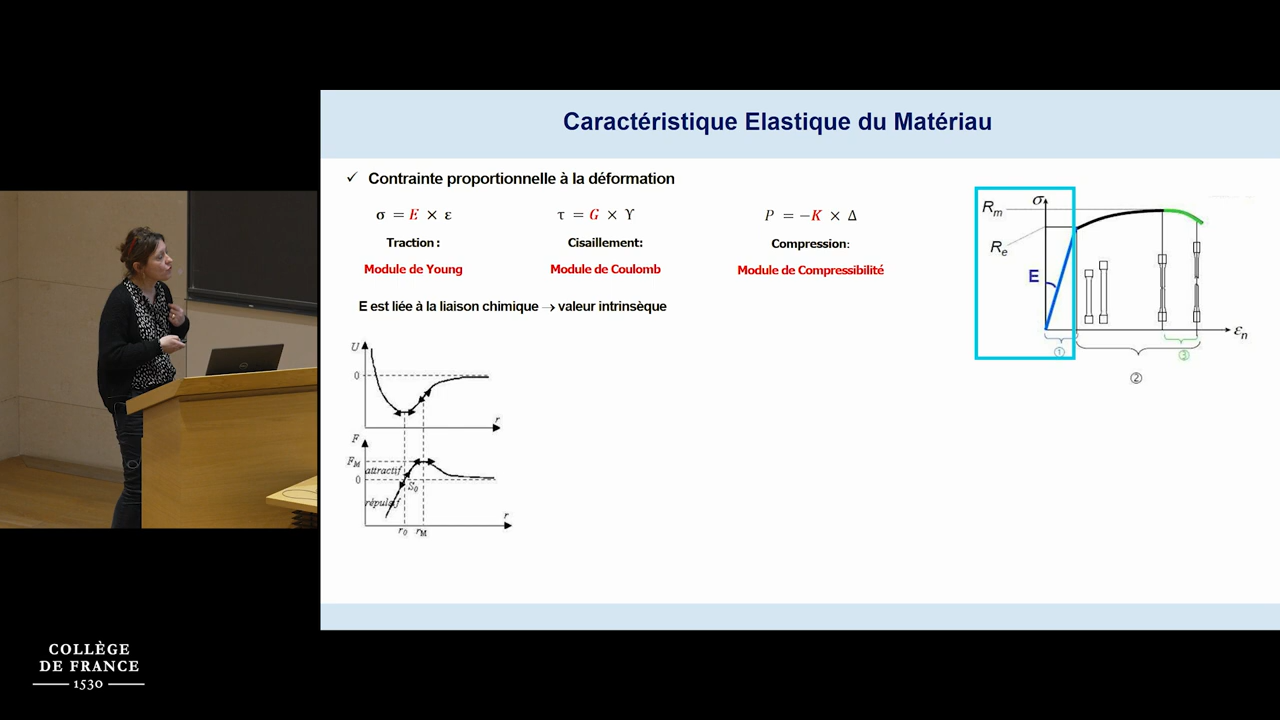 Caractéristique Elastique du Matériau
✓ Contrainte proportionnelle à la déformation
σ = E × ε
τ = G × ϒ
P = −K × Δ
Traction :
Cisaillement:
Compression:
Module de Young
Module de Coulomb
Module de Compressibilité
E est liée à la liaison chimique → valeur intrinsèque
U
0
r
F
F_M
attractif
0
S_0
répulsif
r
r_0
r_M
σ
R_m
R_e
E
ε_n
①
③
②
COLLÈGE
DE FRANCE
1530